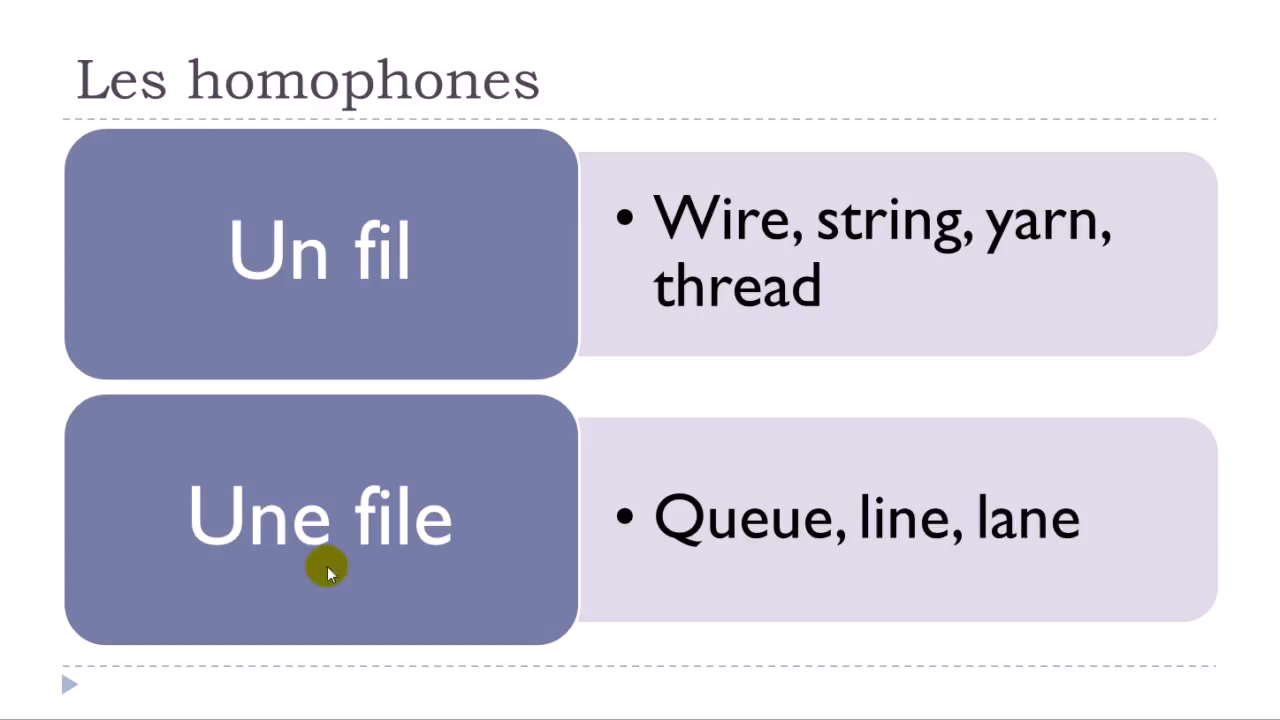 Les homophones
Un fil
• Wire, string, yarn,
thread
Une file
• Queue, line, lane